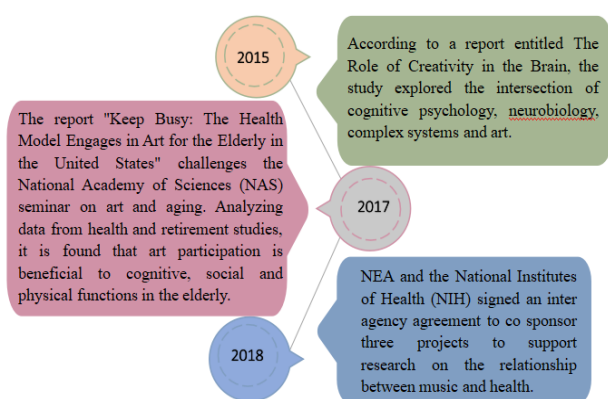 2015
According to a report entitled The
Role of Creativity in the Brain, the
study explored the intersection of
cognitive psychology, neurobiology,
complex systems and art.
The report "Keep Busy: The Health
Model Engages in Art for the Elderly in
the United States" challenges the
National Academy of Sciences (NAS)
seminar on art and aging. Analyzing
data from health and retirement studies,
it is found that art participation is
beneficial to cognitive, social and
physical functions in the elderly.
2017
NEA and the National Institutes
of Health (NIH) signed an inter
agency agreement to co sponsor
three projects to support
research on the relationship
between music and health.
2018